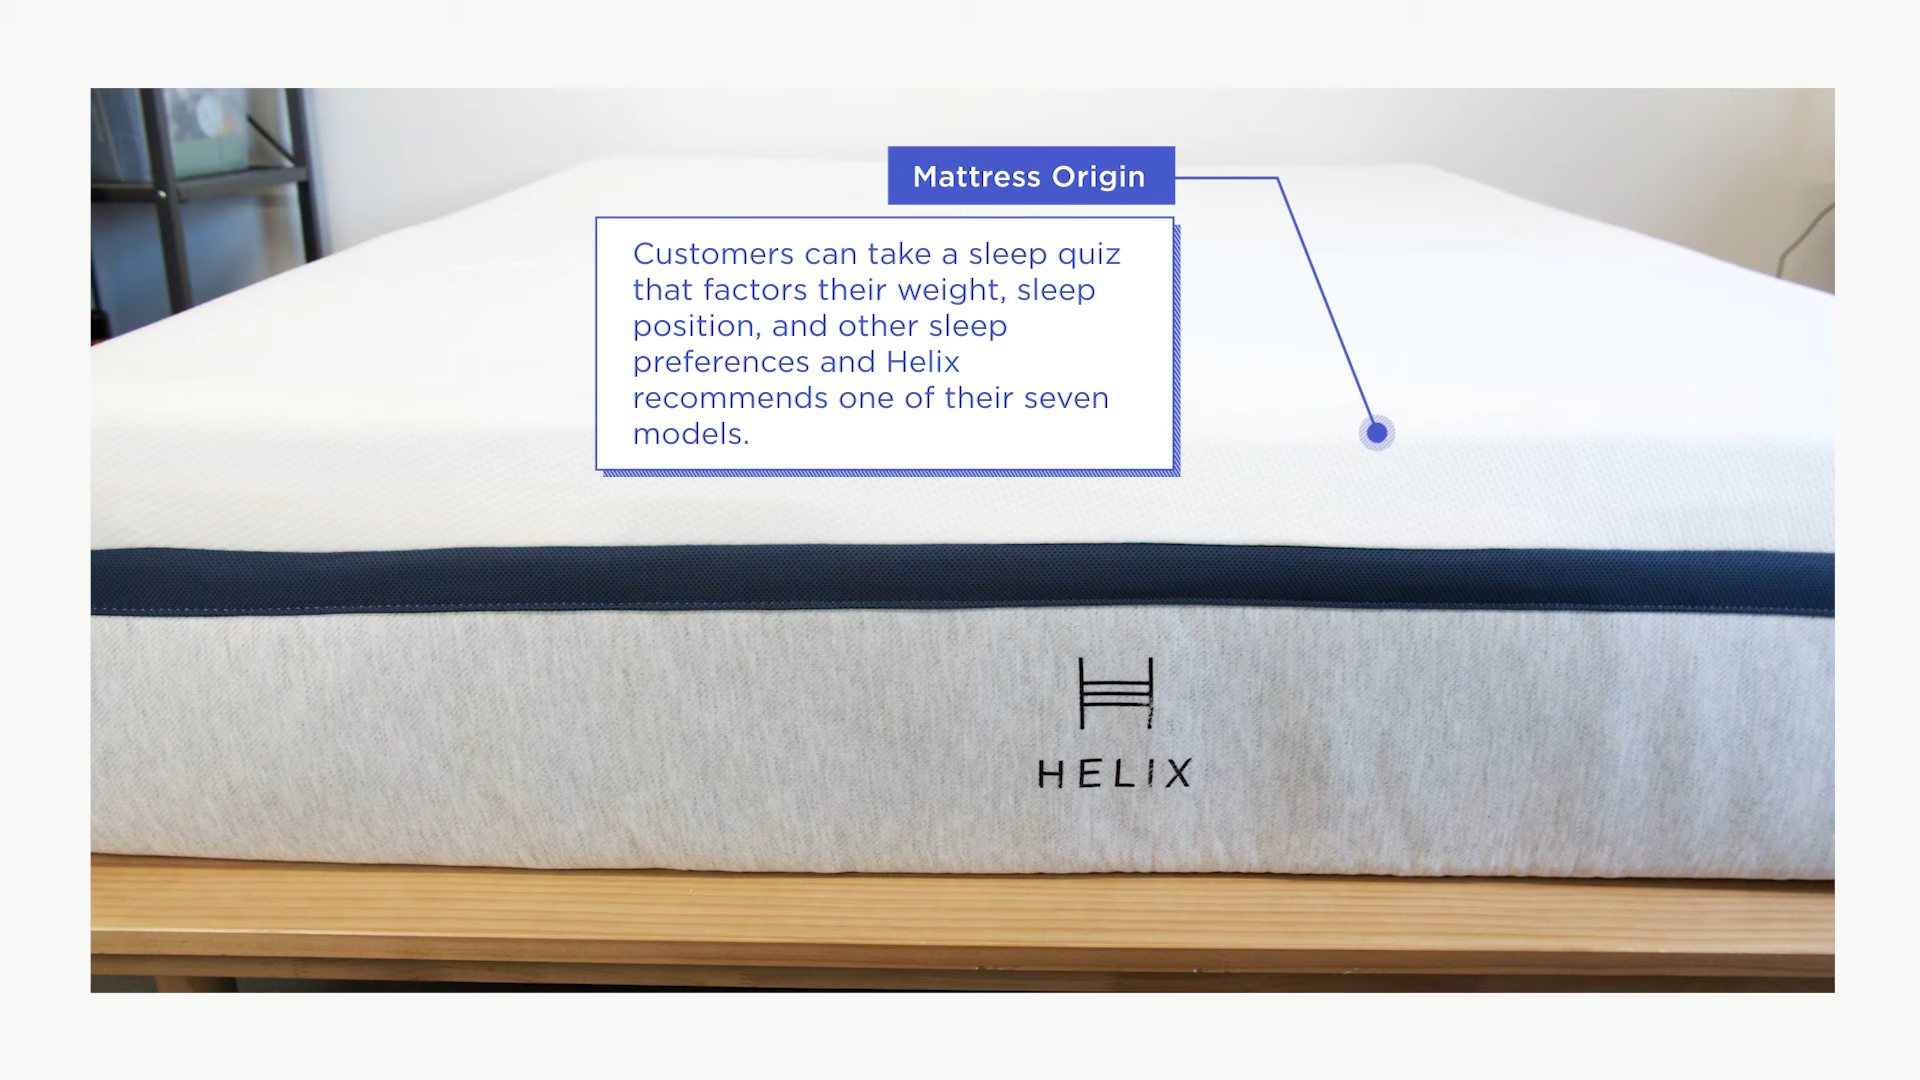 Mattress Origin
Customers can take a sleep quiz
that factors their weight, sleep
position, and other sleep
preferences and Helix
recommends one of their seven
models.
HELIX